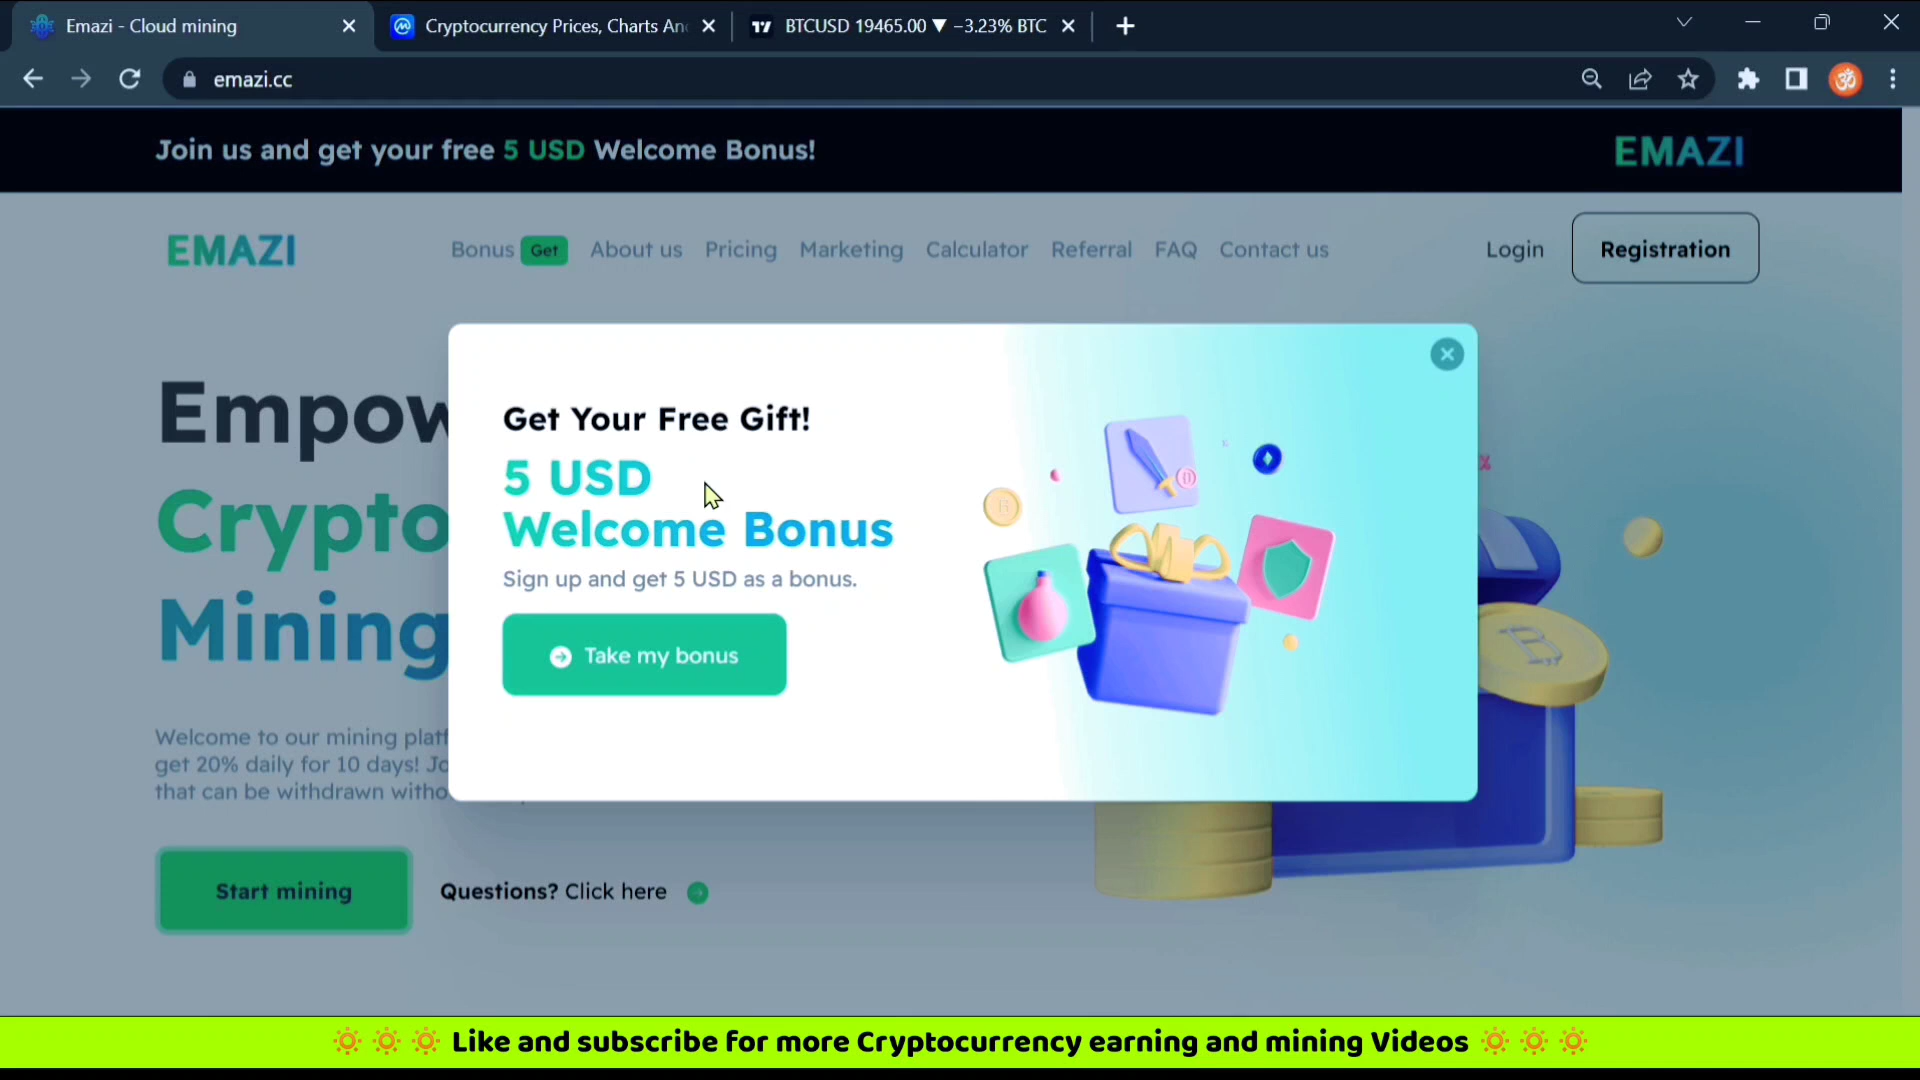 Emazi - Cloud mining
Cryptocurrency Prices, Charts An
BTCUSD 19465.00 ▼ −3.23% BTC
emazi.cc
Join us and get your free 5 USD Welcome Bonus!
EMAZI
EMAZI
Bonus Get About us Pricing Marketing Calculator Referral FAQ Contact us
Login
Registration
Empow
Crypto
Mining
Get Your Free Gift!
5 USD
Welcome Bonus
Sign up and get 5 USD as a bonus.
Take my bonus
Welcome to our mining platf
get 20% daily for 10 days! Jo
that can be withdrawn witho
Start mining
Questions? Click here
🔅 🔅 🔅 Like and subscribe for more Cryptocurrency earning and mining Videos 🔅 🔅 🔅